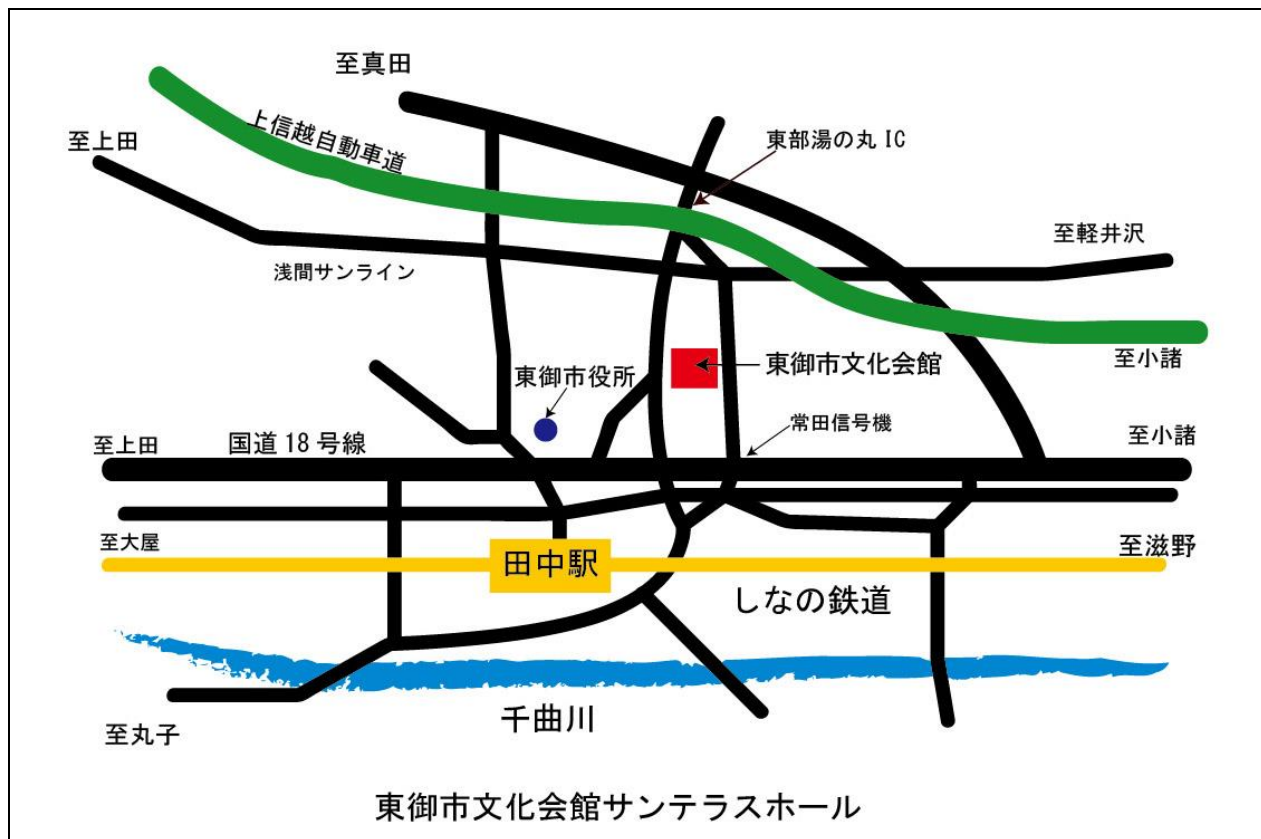 至真田
至上田
上信越自動車道
東部湯の丸 IC
至軽井沢
浅間サンライン
至小諸
東御市役所
東御市文化会館
常田信号機
至上田
国道 18 号線
至小諸
至大屋
田中駅
至滋野
しなの鉄道
千曲川
至丸子
東御市文化会館サンテラスホール